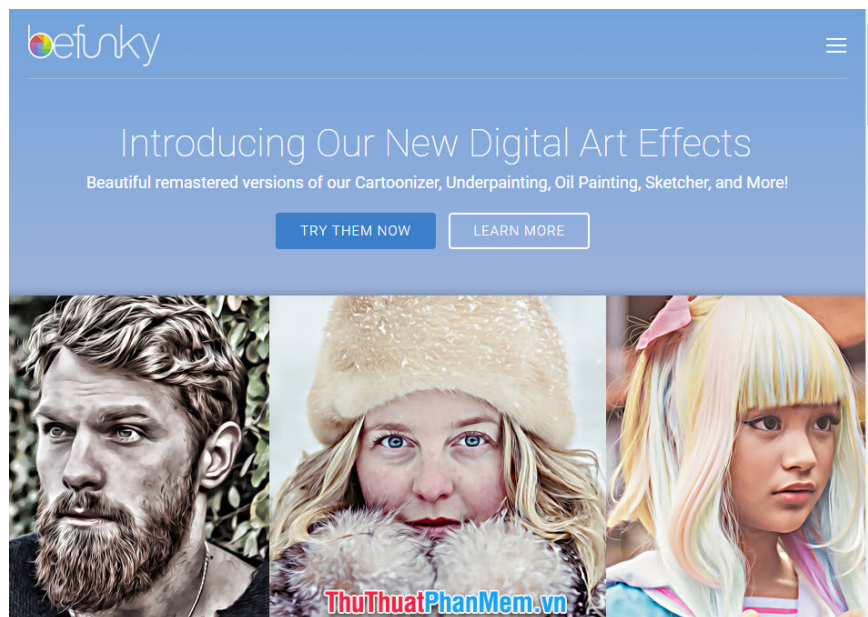 befunky
Introducing Our New Digital Art Effects
Beautiful remastered versions of our Cartoonizer, Underpainting, Oil Painting, Sketcher, and More!
TRY THEM NOW
LEARN MORE
ThuThuatPhanMem.vn